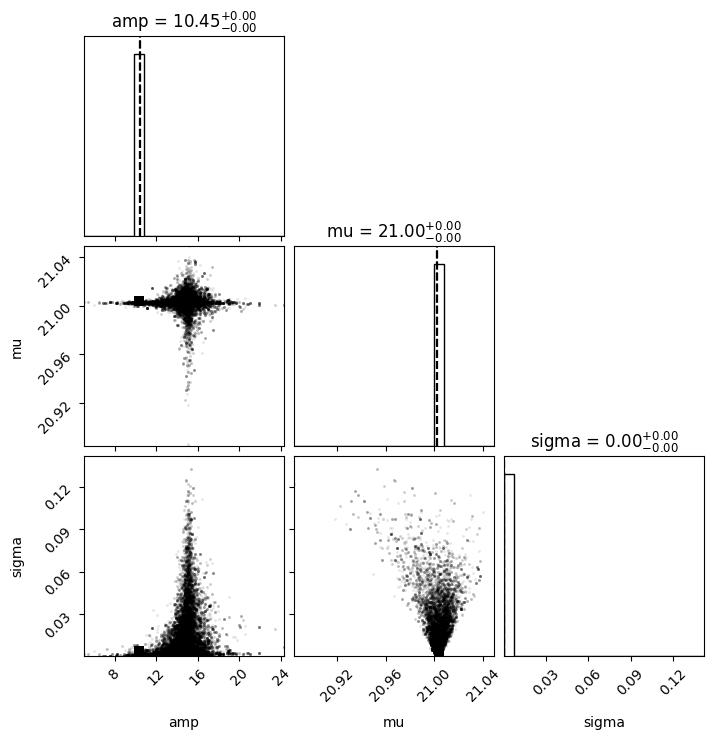 amp = 10.45+0.00−0.00
mu = 21.00+0.00−0.00
21.04
21.00
20.96
20.92
mu
sigma = 0.00+0.00−0.00
0.12
0.09
0.06
0.03
sigma
8 12 16 20 24
20.92 20.96 21.00 21.04
0.03 0.06 0.09 0.12
amp mu sigma